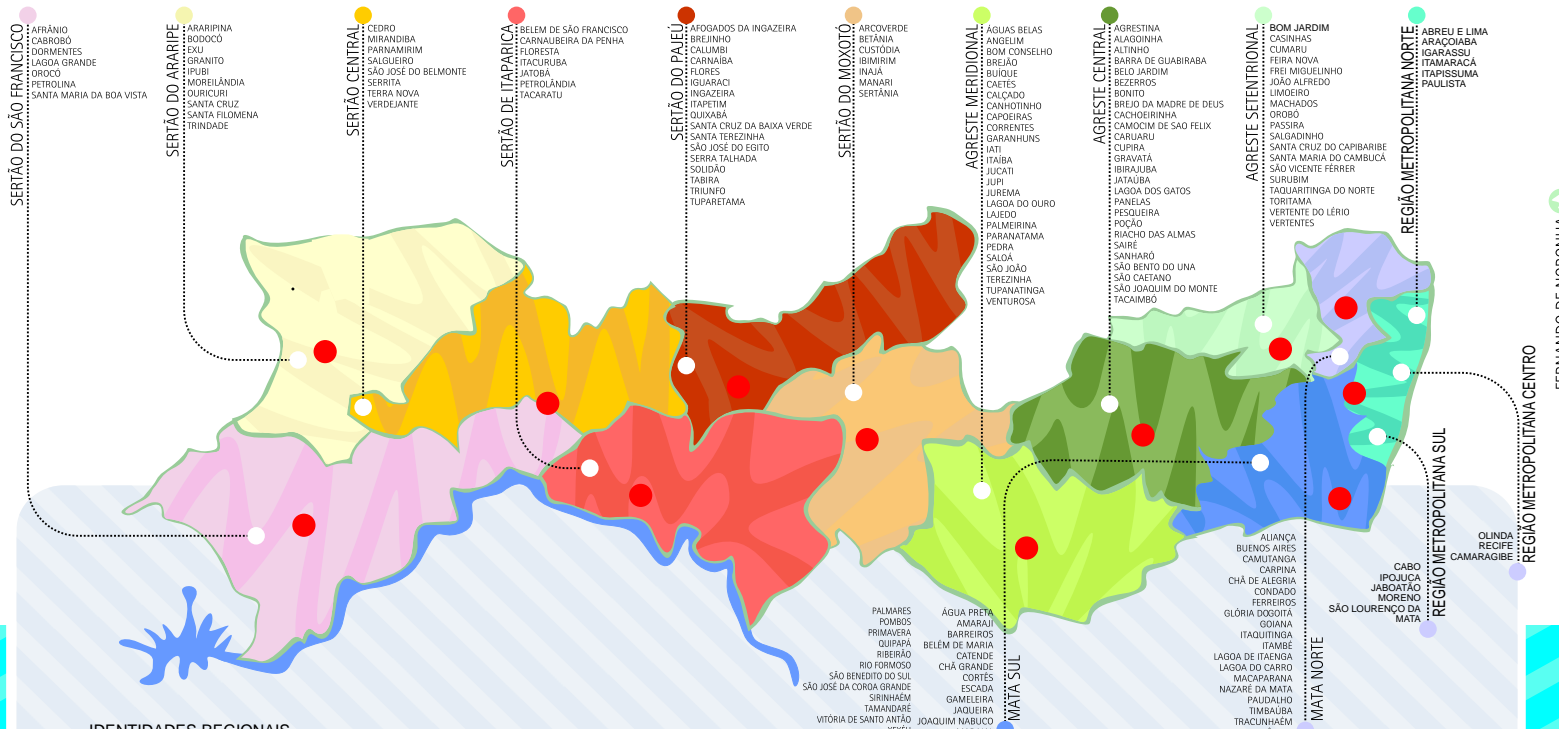 SERTÃO DO SÃO FRANCISCO
AFRÂNIO
CABROBÓ
DORMENTES
LAGOA GRANDE
OROCÓ
PETROLINA
SANTA MARIA DA BOA VISTA
SERTÃO DO ARARIPE
ARARIPINA
BODOCÓ
EXU
GRANITO
IPUBI
MOREILÂNDIA
OURICURI
SANTA CRUZ
SANTA FILOMENA
TRINDADE
SERTÃO CENTRAL
CEDRO
MIRANDIBA
PARNAMIRIM
SALGUEIRO
SÃO JOSÉ DO BELMONTE
SERRITA
TERRA NOVA
VERDEJANTE
SERTÃO DE ITAPARICA
BELEM DE SÃO FRANCISCO
CARNAUBEIRA DA PENHA
FLORESTA
ITACURUBA
JATOBÁ
PETROLÂNDIA
TACARATU
SERTÃO DO PAJEÚ
AFOGADOS DA INGAZEIRA
BREJINHO
CALUMBI
CARNAÍBA
FLORES
IGUARACI
INGAZEIRA
ITAPETIM
QUIXABÁ
SANTA CRUZ DA BAIXA VERDE
SANTA TEREZINHA
SÃO JOSÉ DO EGITO
SERRA TALHADA
SOLIDÃO
TABIRA
TRIUNFO
TUPARETAMA
SERTÃO DO MOXOTÓ
ARCOVERDE
BETÂNIA
CUSTÓDIA
IBIMIRIM
INAJÁ
MANARI
SERTÂNIA
AGRESTE MERIDIONAL
ÁGUAS BELAS
ANGELIM
BOM CONSELHO
BREJÃO
BUÍQUE
CAETÉS
CALÇADO
CANHOTINHO
CAPOEIRAS
CORRENTES
GARANHUNS
IATI
ITAÍBA
JUCATI
JUPI
JUREMA
LAGOA DO OURO
LAJEDO
PALMEIRINA
PARANATAMA
PEDRA
SALOÁ
SÃO JOÃO
TEREZINHA
TUPANATINGA
VENTUROSA
AGRESTE CENTRAL
AGRESTINA
ALAGOINHA
ALTINHO
BARRA DE GUABIRABA
BELO JARDIM
BEZERROS
BONITO
BREJO DA MADRE DE DEUS
CACHOEIRINHA
CAMOCIM DE SAO FELIX
CARUARU
CUPIRA
GRAVATÁ
IBIRAJUBA
JATAÚBA
LAGOA DOS GATOS
PANELAS
PESQUEIRA
POÇÃO
RIACHO DAS ALMAS
SAIRÉ
SANHARÓ
SÃO BENTO DO UNA
SÃO CAETANO
SÃO JOAQUIM DO MONTE
TACAIMBÓ
AGRESTE SETENTRIONAL
BOM JARDIM
CASINHAS
CUMARU
FEIRA NOVA
FREI MIGUELINHO
JOÃO ALFREDO
LIMOEIRO
MACHADOS
OROBÓ
PASSIRA
SALGADINHO
SANTA CRUZ DO CAPIBARIBE
SANTA MARIA DO CAMBUCÁ
SÃO VICENTE FÉRRER
SURUBIM
TAQUARITINGA DO NORTE
TORITAMA
VERTENTE DO LÉRIO
VERTENTES
REGIÃO METROPOLITANA NORTE
ABREU E LIMA
ARAÇOIABA
IGARASSU
ITAMARACÁ
ITAPISSUMA
PAULISTA
REGIÃO METROPOLITANA CENTRO
OLINDA
RECIFE
CAMARAGIBE
REGIÃO METROPOLITANA SUL
CABO
IPOJUCA
JABOATÃO
MORENO
SÃO LOURENÇO DA
MATA
MATA NORTE
ALIANÇA
BUENOS AIRES
CAMUTANGA
CARPINA
CHÃ DE ALEGRIA
CONDADO
FERREIROS
GLÓRIA DOGOITÁ
GOIANA
ITAQUITINGA
ITAMBÉ
LAGOA DE ITAENGA
LAGOA DO CARRO
MACAPARANA
NAZARÉ DA MATA
PAUDALHO
TIMBAÚBA
TRACUNHAÉM
MATA SUL
ÁGUA PRETA
AMARAJI
BARREIROS
BELÉM DE MARIA
CATENDE
CHÃ GRANDE
CORTÊS
ESCADA
GAMELEIRA
JAQUEIRA
JOAQUIM NABUCO
PALMARES
POMBOS
PRIMAVERA
QUIPAPÁ
RIBEIRÃO
RIO FORMOSO
SÃO BENEDITO DO SUL
SÃO JOSÉ DA COROA GRANDE
SIRINHAÉM
TAMANDARÉ
VITÓRIA DE SANTO ANTÃO
IDENTIDADES REGIONAIS